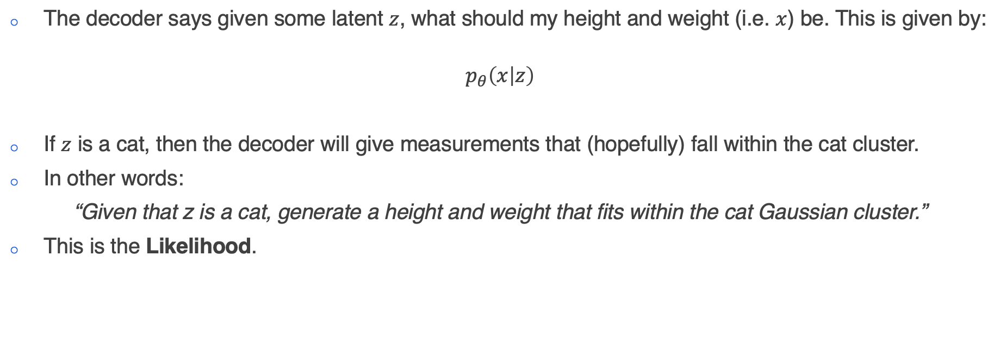 The decoder says given some latent z, what should my height and weight (i.e. x) be. This is given by:
pθ(x|z)
If z is a cat, then the decoder will give measurements that (hopefully) fall within the cat cluster.
In other words:
“Given that z is a cat, generate a height and weight that fits within the cat Gaussian cluster.”
This is the Likelihood.